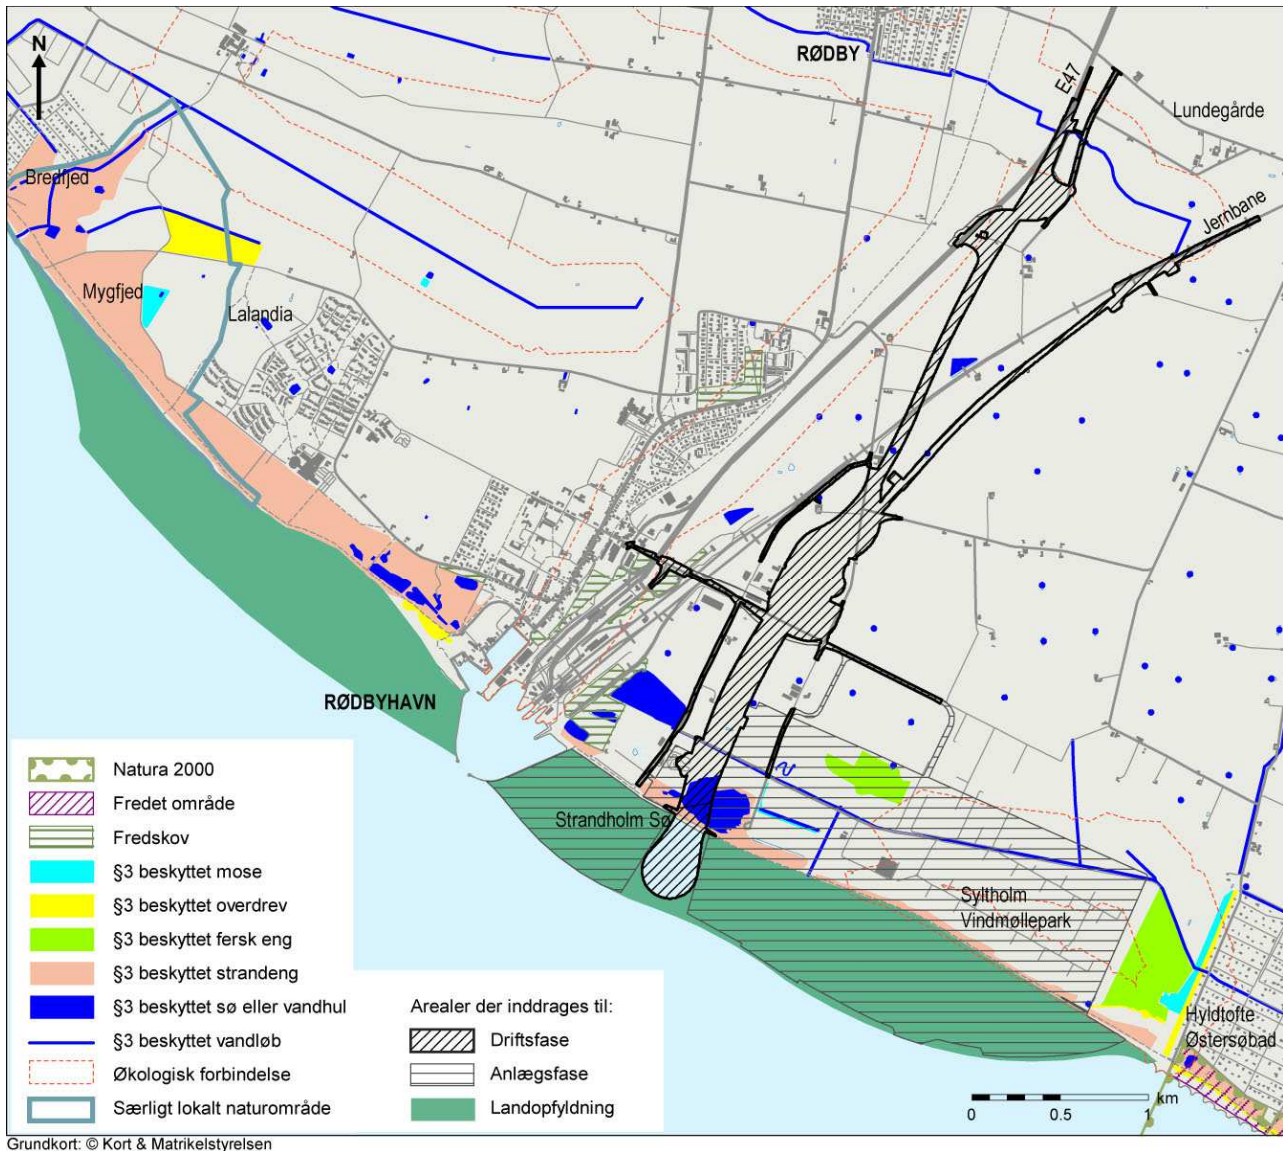 N
RØDBY
E47
Lundegårde
Bredfjed
Jernbane
Mygfjed
Lalandia
RØDBYHAVN
Strandholm Sø
Syltholm
Vindmøllepark
Hyldtofte
Østersøbad
Natura 2000
Fredet område
Fredskov
§3 beskyttet mose
§3 beskyttet overdrev
§3 beskyttet fersk eng
§3 beskyttet strandeng
§3 beskyttet sø eller vandhul
§3 beskyttet vandløb
Økologisk forbindelse
Særligt lokalt naturområde
Arealer der inddrages til:
Driftsfase
Anlægsfase
Landopfyldning
km
0 0.5 1
Grundkort: © Kort & Matrikelstyrelsen